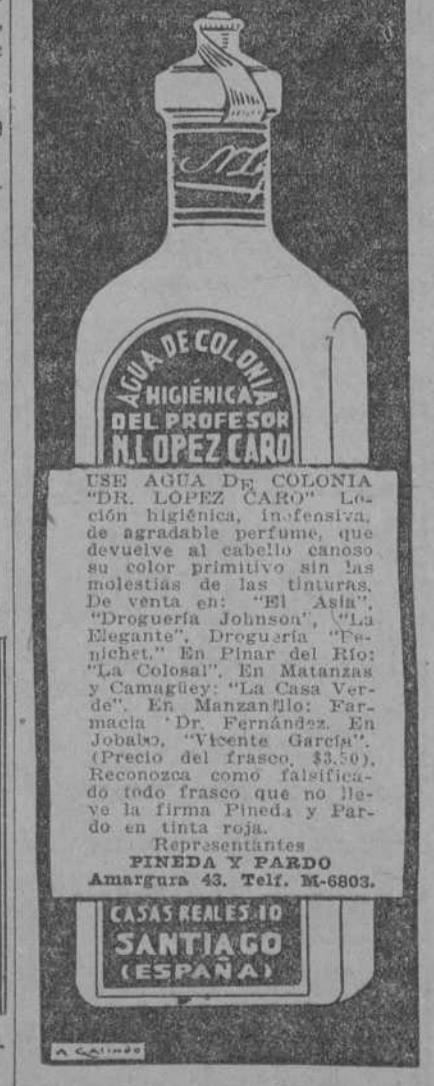 AGUA DE COLONIA
HIGIÉNICA
DEL PROFESOR
N.LOPEZ CARO
USE AGUA DE COLONIA
"DR. LOPEZ CARO" Lo-
ción higiénica, inofensiva,
de agradable perfume, que
devuelve al cabello canoso
su color primitivo sin las
molestias de las tinturas.
De venta en: "El Asia",
"Droguería Johnson", "La
Elegante", Droguería "Pe-
nichet." En Pinar del Río:
"La Colosal". En Matanzas
y Camagüey: "La Casa Ver-
de". En Manzanillo: Far-
macia "Dr. Fernández. En
Jobabo, "Vicente García".
(Precio del frasco, $3.50).
Reconozca como falsifica-
do todo frasco que no lle-
ve la firma Pineda y Par-
do en tinta roja.
Representantes
PINEDA Y PARDO
Amargura 43. Telf. M-6803.
CASAS REALES 10
SANTIAGO
(ESPAÑA)
A GALINDO